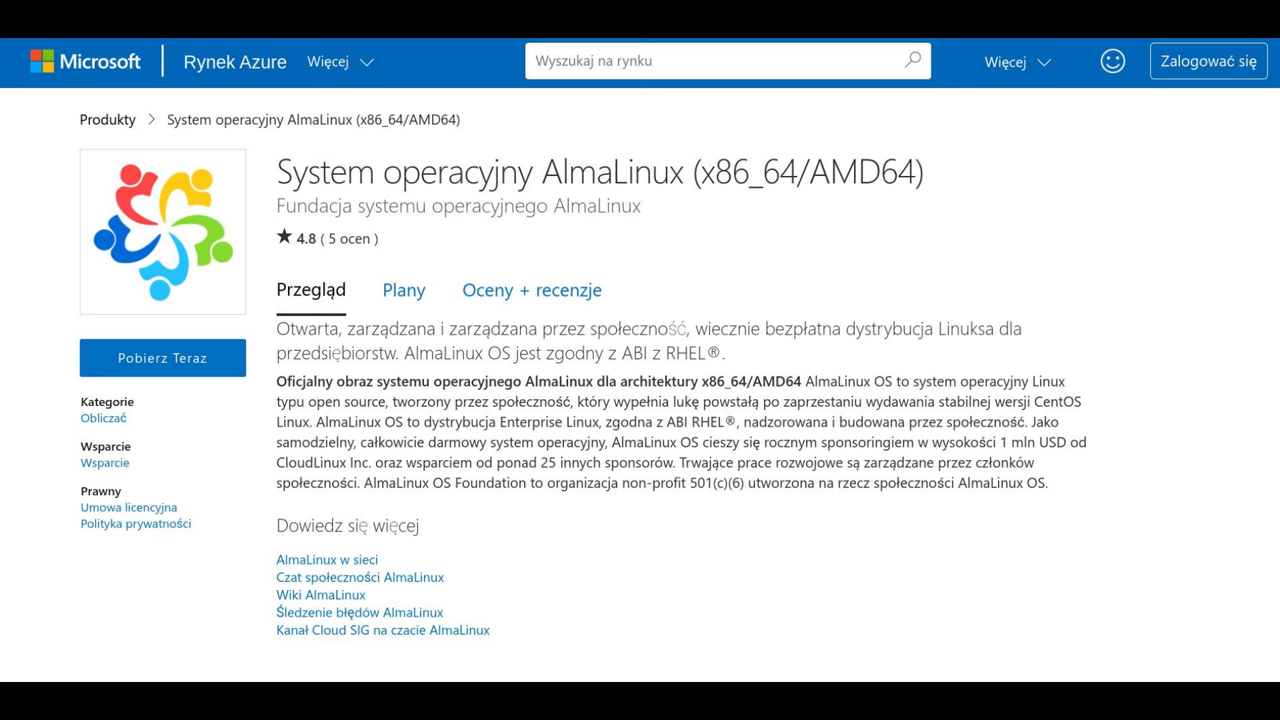 Microsoft
Rynek Azure
Więcej
Wyszukaj na rynku
Więcej
Zalogować się
Produkty
System operacyjny AlmaLinux (x86_64/AMD64)
System operacyjny AlmaLinux (x86_64/AMD64)
Fundacja systemu operacyjnego AlmaLinux
★ 4.8 ( 5 ocen )
Przegląd
Plany
Oceny + recenzje
Otwarta, zarządzana i zarządzana przez społeczność, wiecznie bezpłatna dystrybucja Linuksa dla
przedsiębiorstw. AlmaLinux OS jest zgodny z ABI z RHEL®.
Oficjalny obraz systemu operacyjnego AlmaLinux dla architektury x86_64/AMD64 AlmaLinux OS to system operacyjny Linux
typu open source, tworzony przez społeczność, który wypełnia lukę powstałą po zaprzestaniu wydawania stabilnej wersji CentOS
Linux. AlmaLinux OS to dystrybucja Enterprise Linux, zgodna z ABI RHEL®, nadzorowana i budowana przez społeczność. Jako
samodzielny, całkowicie darmowy system operacyjny, AlmaLinux OS cieszy się rocznym sponsoringiem w wysokości 1 mln USD od
CloudLinux Inc. oraz wsparciem od ponad 25 innych sponsorów. Trwające prace rozwojowe są zarządzane przez członków
społeczności. AlmaLinux OS Foundation to organizacja non-profit 501(c)(6) utworzona na rzecz społeczności AlmaLinux OS.
Dowiedz się więcej
AlmaLinux w sieci
Czat społeczności AlmaLinux
Wiki AlmaLinux
Śledzenie błędów AlmaLinux
Kanał Cloud SIG na czacie AlmaLinux
Pobierz Teraz
Kategorie
Obliczać
Wsparcie
Wsparcie
Prawny
Umowa licencyjna
Polityka prywatności